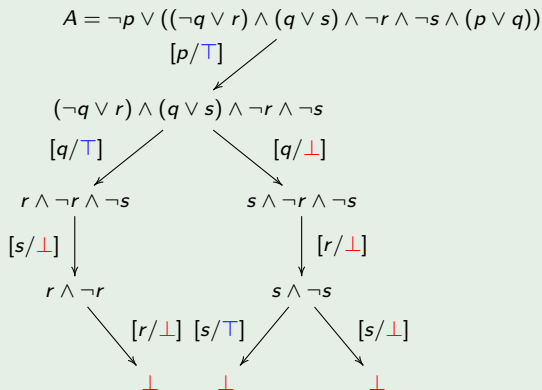 A = ¬p ∨ ((¬q ∨ r) ∧ (q ∨ s) ∧ ¬r ∧ ¬s ∧ (p ∨ q))
[p/⊤]
(¬q ∨ r) ∧ (q ∨ s) ∧ ¬r ∧ ¬s
[q/⊤] [q/⊥]
r ∧ ¬r ∧ ¬s s ∧ ¬r ∧ ¬s
[s/⊥] [r/⊥]
r ∧ ¬r s ∧ ¬s
[r/⊥] [s/⊤] [s/⊥]
⊥ ⊥ ⊥